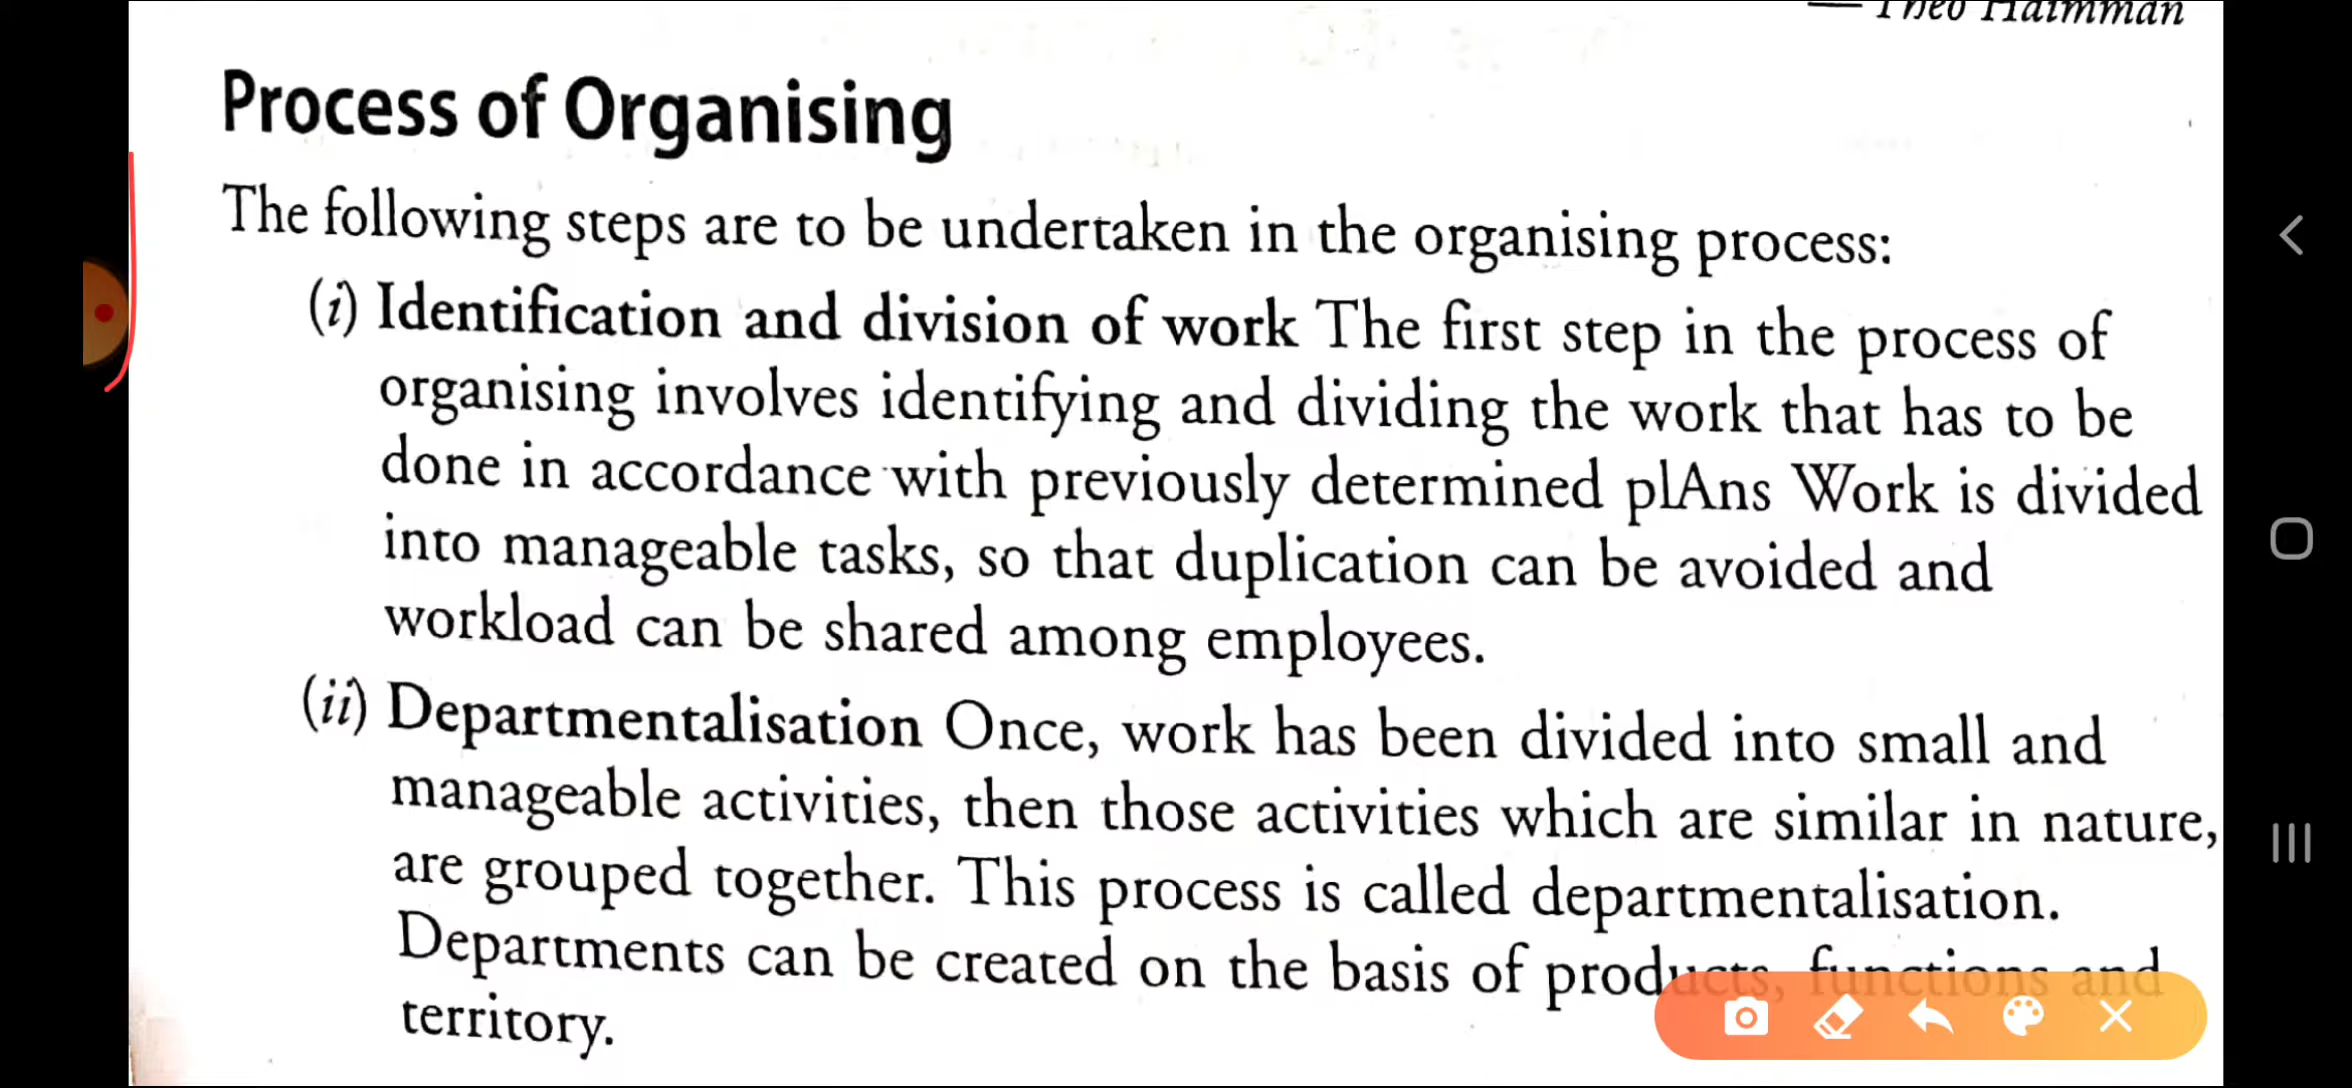 — Theo Haimman
Process of Organising
The following steps are to be undertaken in the organising process:
(i) Identification and division of work The first step in the process of
organising involves identifying and dividing the work that has to be
done in accordance with previously determined plAns Work is divided
into manageable tasks, so that duplication can be avoided and
workload can be shared among employees.
(ii) Departmentalisation Once, work has been divided into small and
manageable activities, then those activities which are similar in nature,
are grouped together. This process is called departmentalisation.
Departments can be created on the basis of products, functions and
territory.